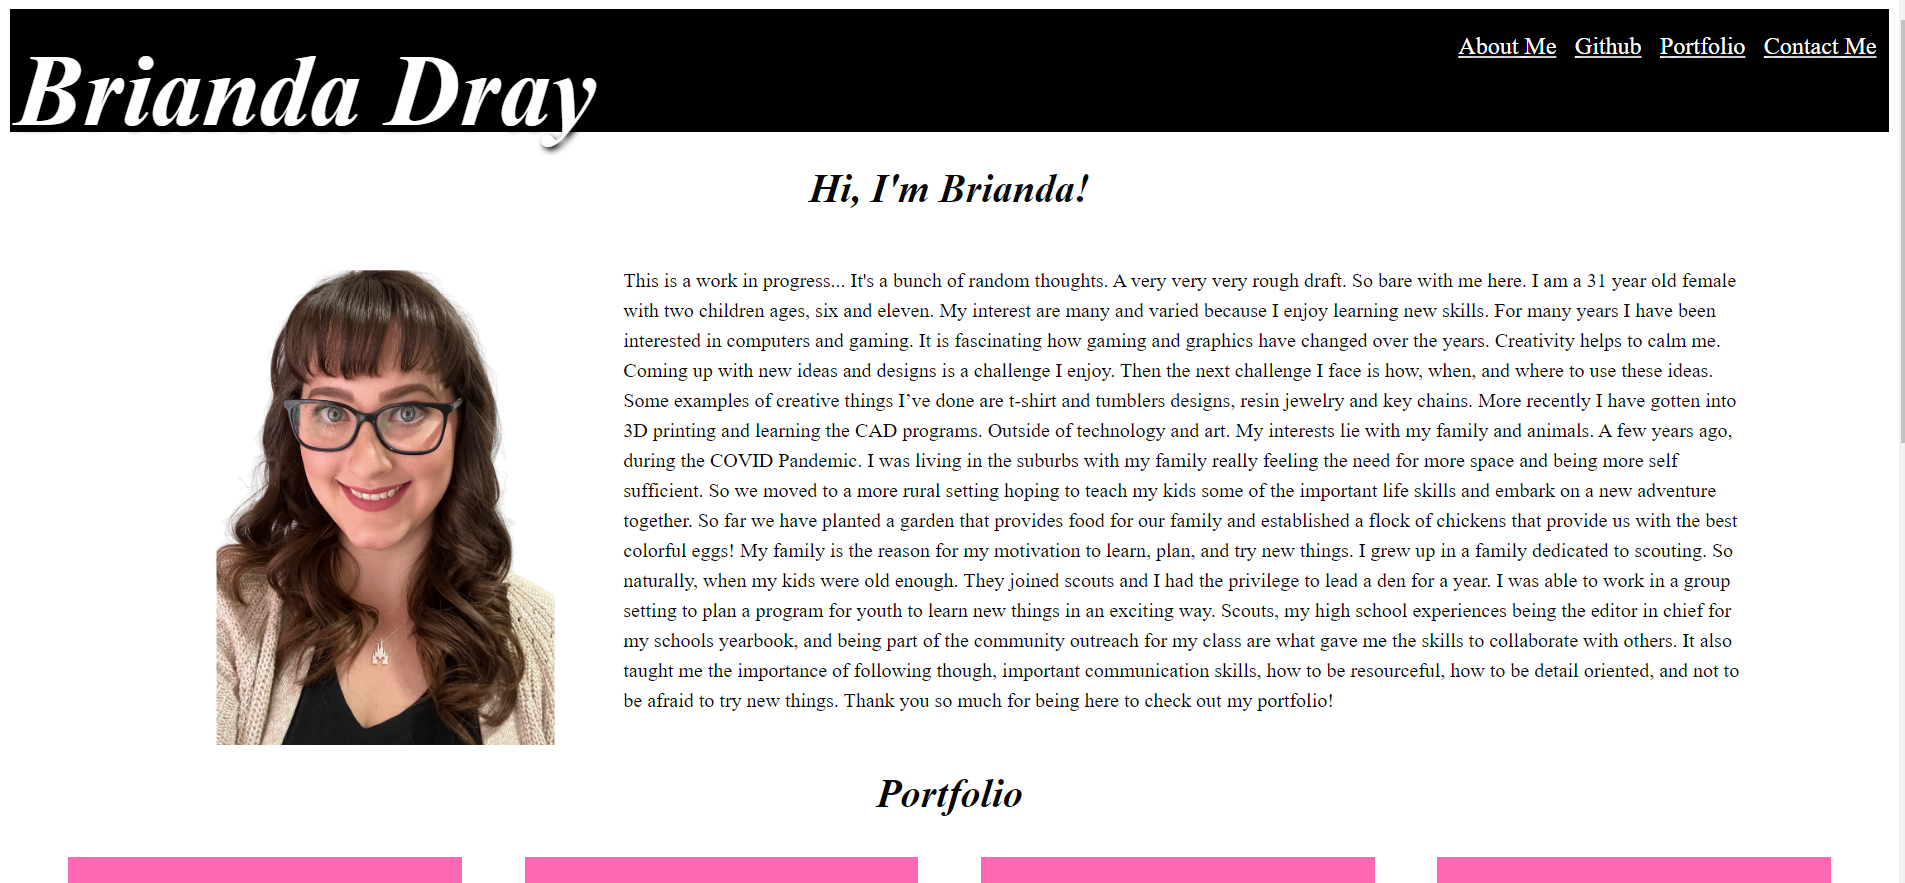 Brianda Dray
About Me Github Portfolio Contact Me
Hi, I'm Brianda!
This is a work in progress... It's a bunch of random thoughts. A very very very rough draft. So bare with me here. I am a 31 year old female
with two children ages, six and eleven. My interest are many and varied because I enjoy learning new skills. For many years I have been
interested in computers and gaming. It is fascinating how gaming and graphics have changed over the years. Creativity helps to calm me.
Coming up with new ideas and designs is a challenge I enjoy. Then the next challenge I face is how, when, and where to use these ideas.
Some examples of creative things I’ve done are t-shirt and tumblers designs, resin jewelry and key chains. More recently I have gotten into
3D printing and learning the CAD programs. Outside of technology and art. My interests lie with my family and animals. A few years ago,
during the COVID Pandemic. I was living in the suburbs with my family really feeling the need for more space and being more self
sufficient. So we moved to a more rural setting hoping to teach my kids some of the important life skills and embark on a new adventure
together. So far we have planted a garden that provides food for our family and established a flock of chickens that provide us with the best
colorful eggs! My family is the reason for my motivation to learn, plan, and try new things. I grew up in a family dedicated to scouting. So
naturally, when my kids were old enough. They joined scouts and I had the privilege to lead a den for a year. I was able to work in a group
setting to plan a program for youth to learn new things in an exciting way. Scouts, my high school experiences being the editor in chief for
my schools yearbook, and being part of the community outreach for my class are what gave me the skills to collaborate with others. It also
taught me the importance of following though, important communication skills, how to be resourceful, how to be detail oriented, and not to
be afraid to try new things. Thank you so much for being here to check out my portfolio!
Portfolio